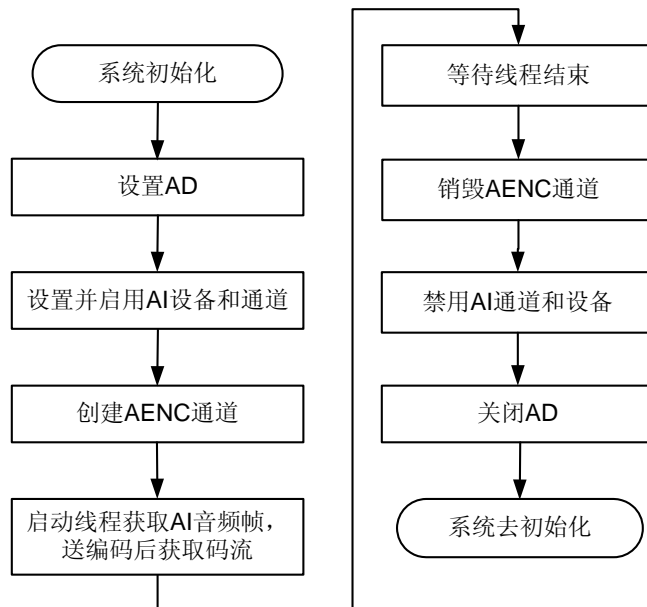 系统初始化
设置AD
设置并启用AI设备和通道
创建AENC通道
启动线程获取AI音频帧，
送编码后获取码流
等待线程结束
销毁AENC通道
禁用AI通道和设备
关闭AD
系统去初始化